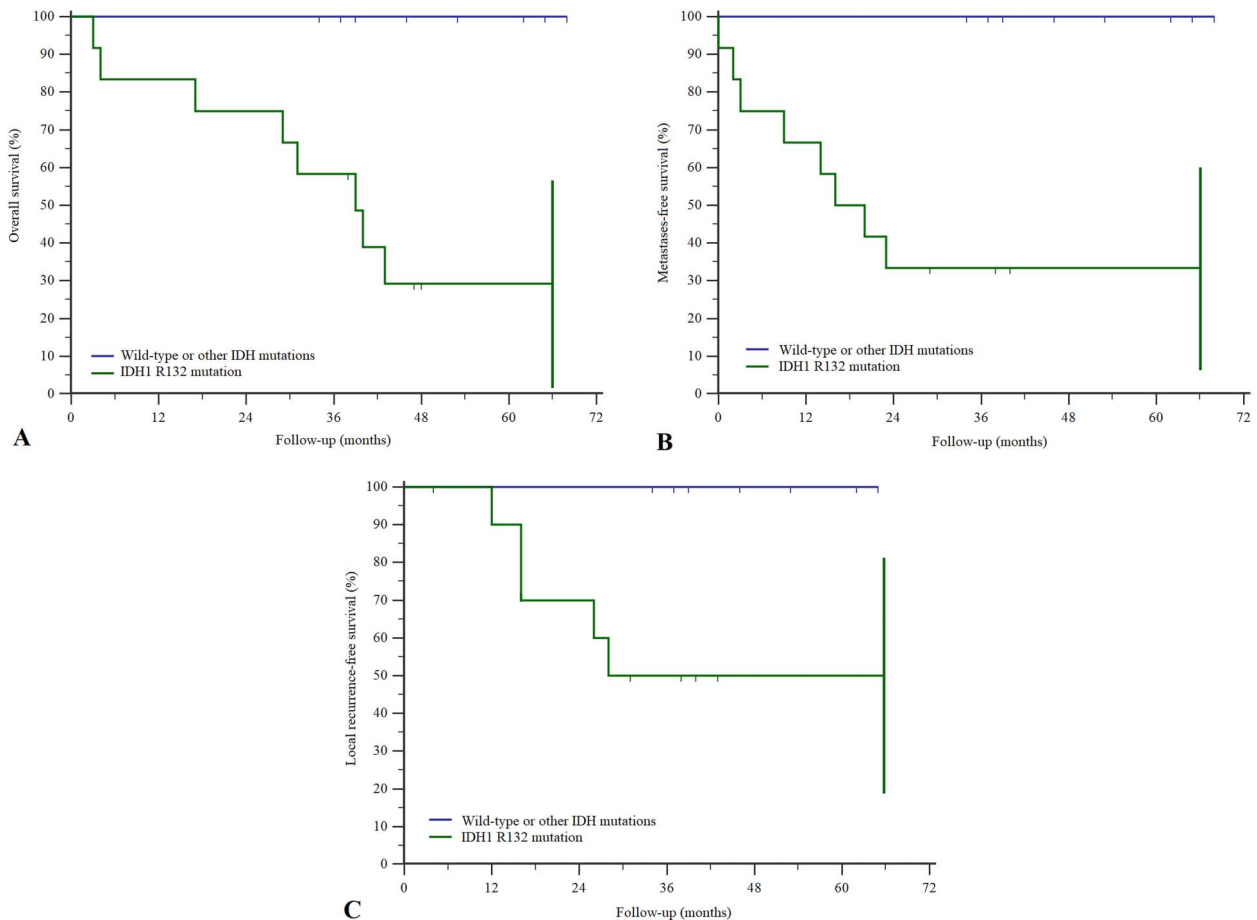 100
90
80
70
60
50
40
30
20
10
0
Overall survival (%)
Wild-type or other IDH mutations
IDH1 R132 mutation
0 12 24 36 48 60 72
Follow-up (months)
A
100
90
80
70
60
50
40
30
20
10
0
Metastases-free survival (%)
Wild-type or other IDH mutations
IDH1 R132 mutation
0 12 24 36 48 60 72
Follow-up (months)
B
100
90
80
70
60
50
40
30
20
10
0
Local recurrence-free survival (%)
Wild-type or other IDH mutations
IDH1 R132 mutation
0 12 24 36 48 60 72
Follow-up (months)
C